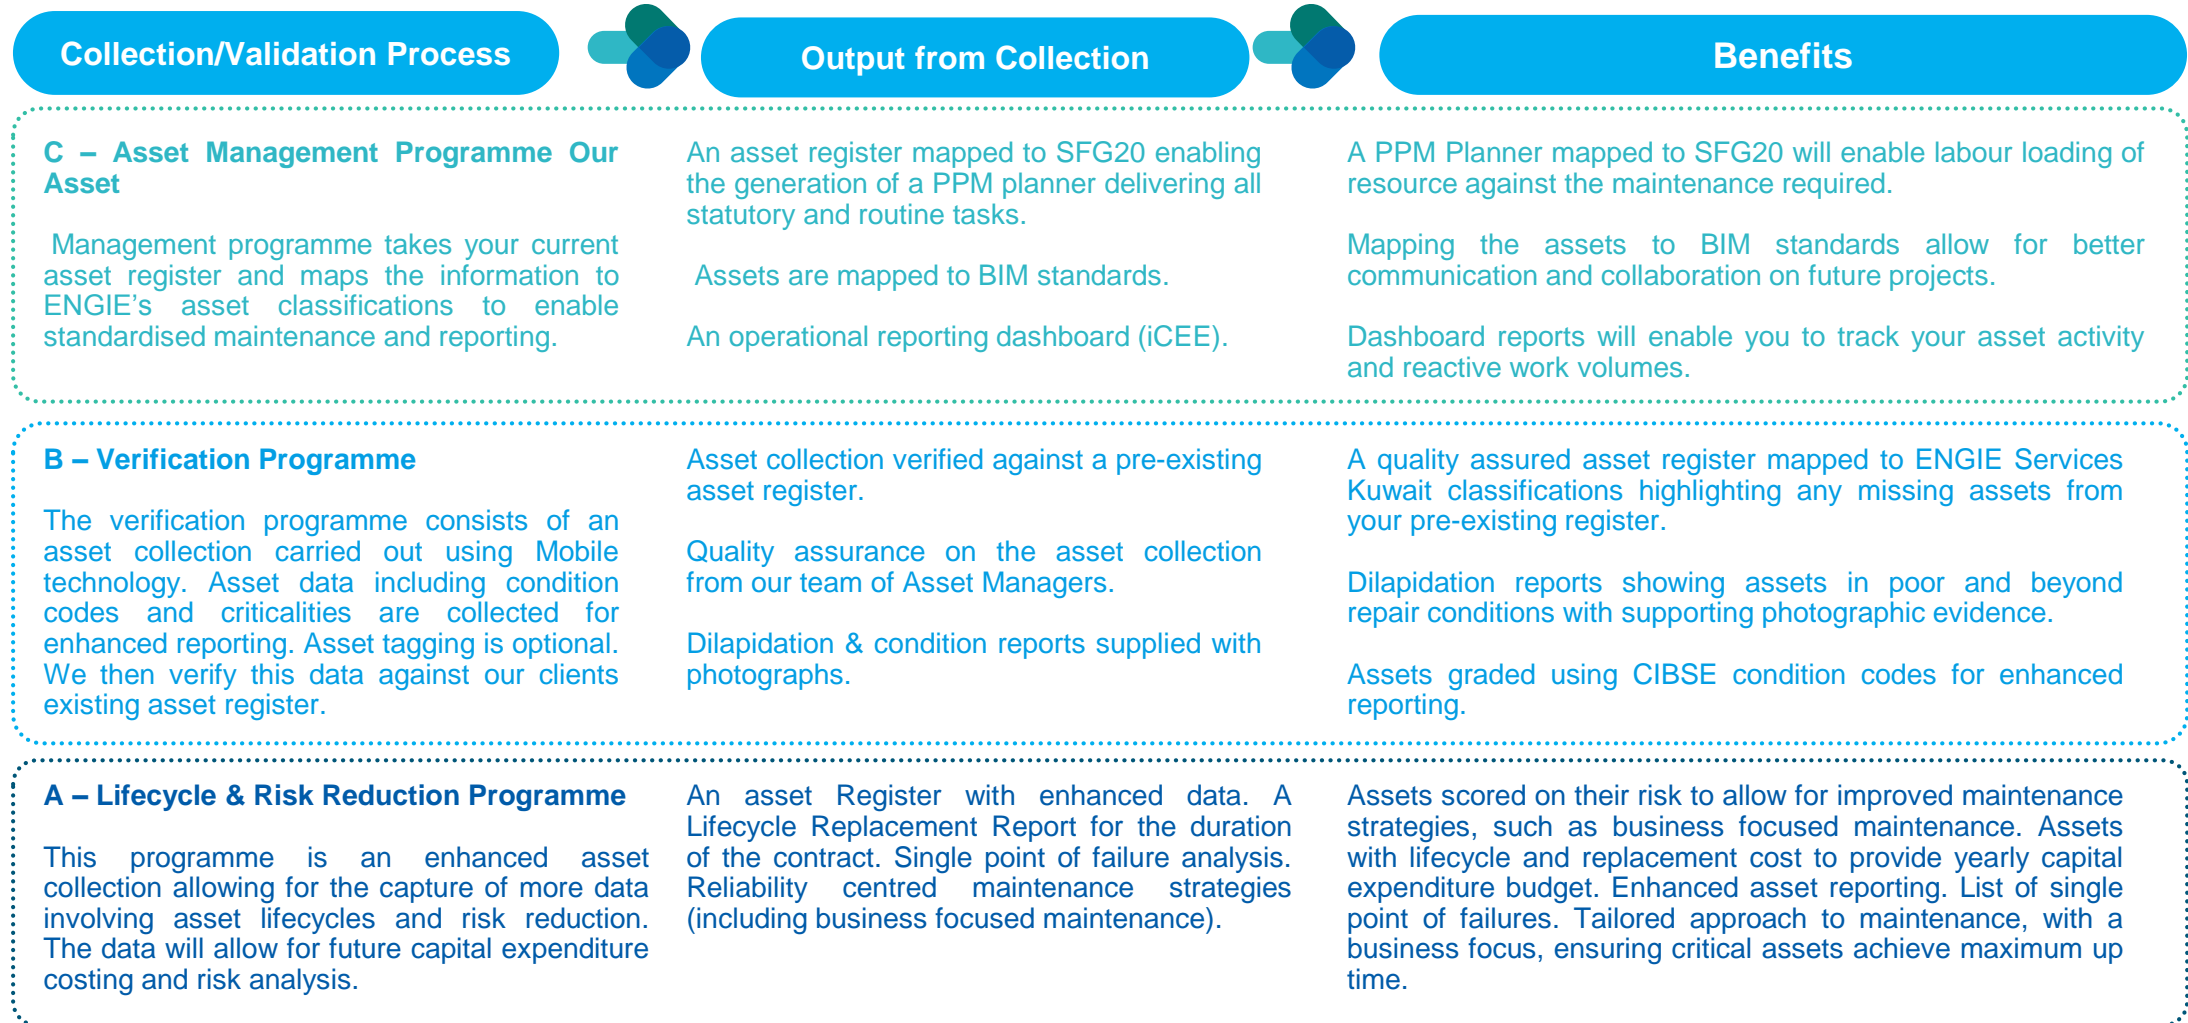 Collection/Validation Process
Output from Collection
Benefits
C – Asset Management Programme Our
Asset
Management programme takes your current
asset register and maps the information to
ENGIE’s asset classifications to enable
standardised maintenance and reporting.
An asset register mapped to SFG20 enabling
the generation of a PPM planner delivering all
statutory and routine tasks.
Assets are mapped to BIM standards.
An operational reporting dashboard (iCEE).
A PPM Planner mapped to SFG20 will enable labour loading of
resource against the maintenance required.
Mapping the assets to BIM standards allow for better
communication and collaboration on future projects.
Dashboard reports will enable you to track your asset activity
and reactive work volumes.
B – Verification Programme
The verification programme consists of an
asset collection carried out using Mobile
technology. Asset data including condition
codes and criticalities are collected for
enhanced reporting. Asset tagging is optional.
We then verify this data against our clients
existing asset register.
Asset collection verified against a pre-existing
asset register.
Quality assurance on the asset collection
from our team of Asset Managers.
Dilapidation & condition reports supplied with
photographs.
A quality assured asset register mapped to ENGIE Services
Kuwait classifications highlighting any missing assets from
your pre-existing register.
Dilapidation reports showing assets in poor and beyond
repair conditions with supporting photographic evidence.
Assets graded using CIBSE condition codes for enhanced
reporting.
A – Lifecycle & Risk Reduction Programme
This programme is an enhanced asset
collection allowing for the capture of more data
involving asset lifecycles and risk reduction.
The data will allow for future capital expenditure
costing and risk analysis.
An asset Register with enhanced data. A
Lifecycle Replacement Report for the duration
of the contract. Single point of failure analysis.
Reliability centred maintenance strategies
(including business focused maintenance).
Assets scored on their risk to allow for improved maintenance
strategies, such as business focused maintenance. Assets
with lifecycle and replacement cost to provide yearly capital
expenditure budget. Enhanced asset reporting. List of single
point of failures. Tailored approach to maintenance, with a
business focus, ensuring critical assets achieve maximum up
time.